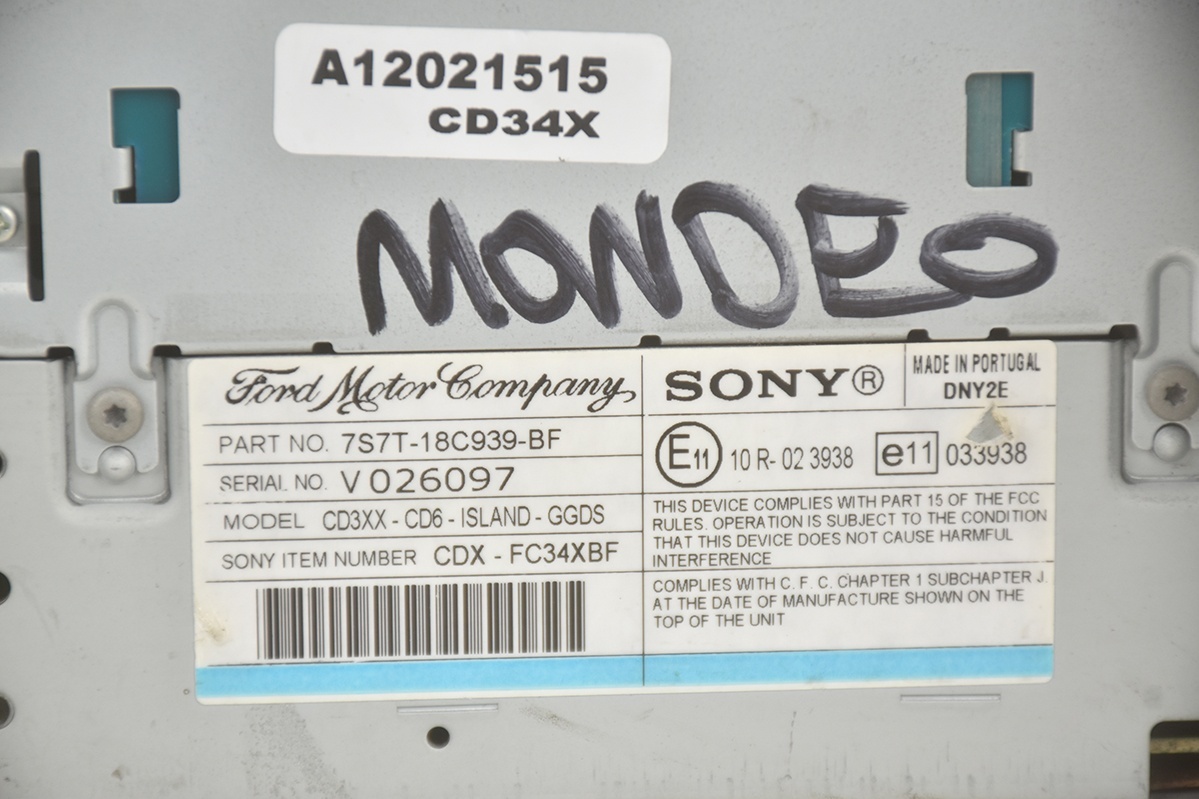 A12021515
CD34X
MONDEO
Ford Motor Company
PART NO. 7S7T-18C939-BF
SERIAL NO. V 026097
MODEL CD3XX - CD6 - ISLAND - GGDS
SONY ITEM NUMBER CDX - FC34XBF
SONY®
MADE IN PORTUGAL
DNY2E
E11 10 R- 02 3938 e11 033938
THIS DEVICE COMPLIES WITH PART 15 OF THE FCC
RULES. OPERATION IS SUBJECT TO THE CONDITION
THAT THIS DEVICE DOES NOT CAUSE HARMFUL
INTERFERENCE
COMPLIES WITH C. F. C. CHAPTER 1 SUBCHAPTER J.
AT THE DATE OF MANUFACTURE SHOWN ON THE
TOP OF THE UNIT